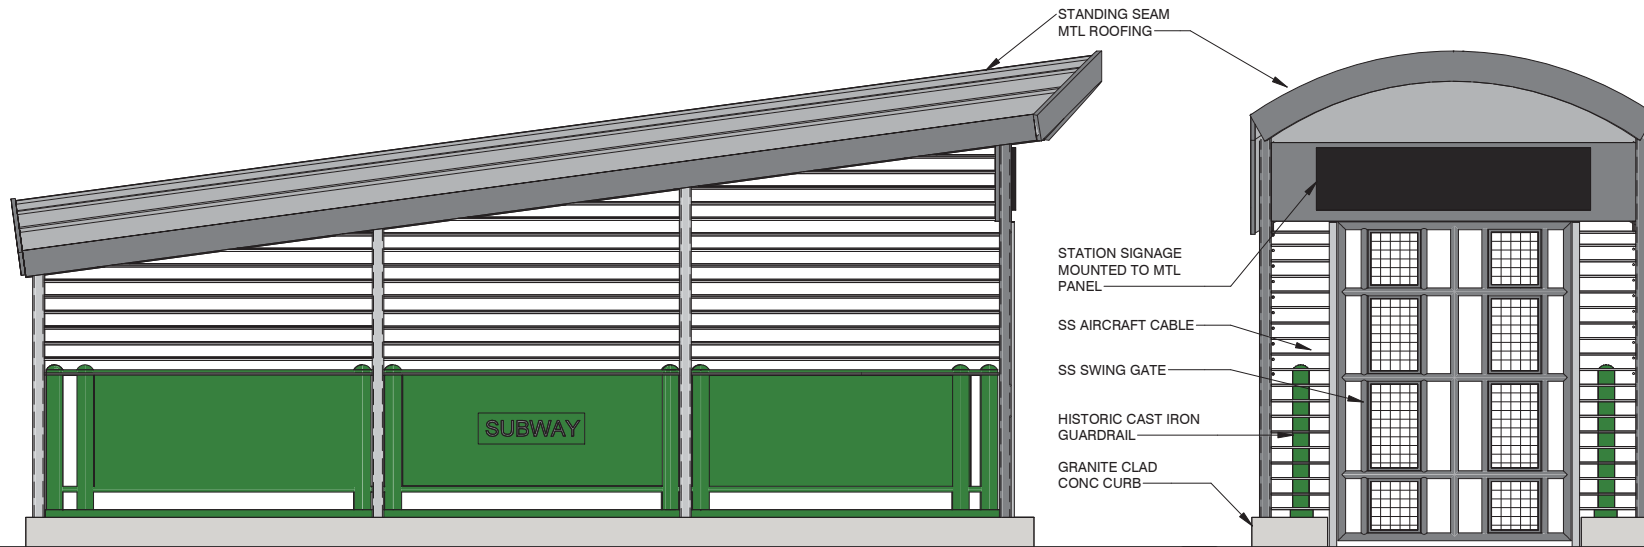 STANDING SEAM
MTL ROOFING
STATION SIGNAGE
MOUNTED TO MTL
PANEL
SS AIRCRAFT CABLE
SS SWING GATE
HISTORIC CAST IRON
GUARDRAIL
GRANITE CLAD
CONC CURB
SUBWAY